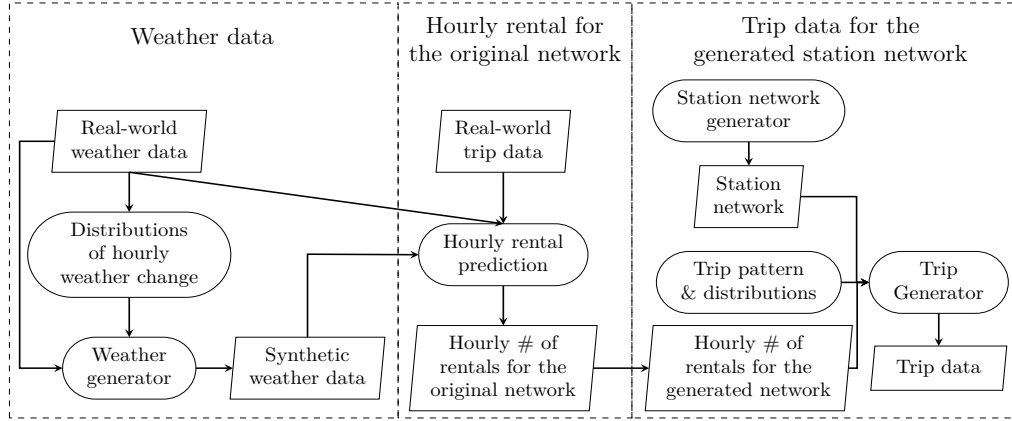 Weather data
Real-world
weather data
Distributions
of hourly
weather change
Weather
generator
Synthetic
weather data
Hourly rental for
the original network
Real-world
trip data
Hourly rental
prediction
Hourly # of
rentals for the
original network
Trip data for the
generated station network
Station network
generator
Station
network
Trip pattern
& distributions
Trip
Generator
Hourly # of
rentals for the
generated network
Trip data